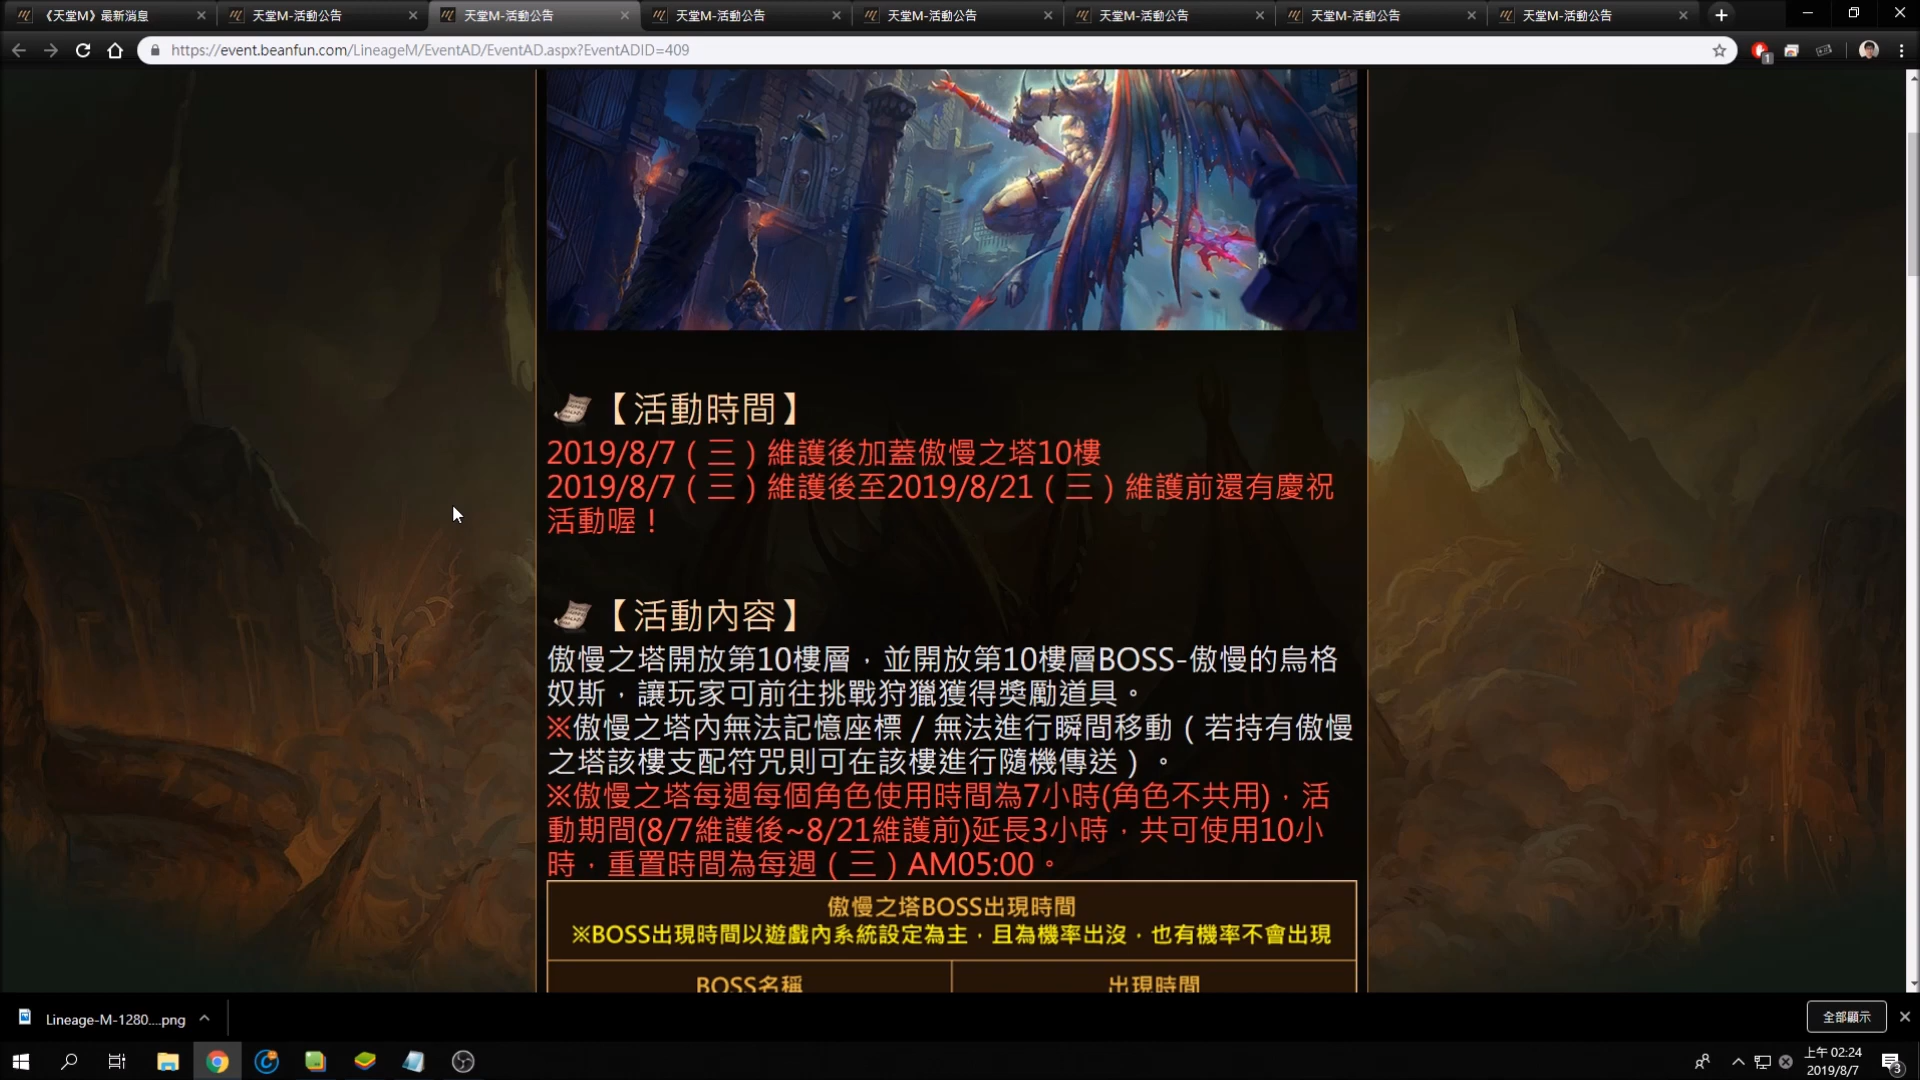 《天堂M》最新消息
天堂M-活動公告
天堂M-活動公告
天堂M-活動公告
天堂M-活動公告
天堂M-活動公告
天堂M-活動公告
天堂M-活動公告
https://event.beanfun.com/LineageM/EventAD/EventAD.aspx?EventADID=409
1
【活動時間】
2019/8/7（三）維護後加蓋傲慢之塔10樓
2019/8/7（三）維護後至2019/8/21（三）維護前還有慶祝
活動喔！
【活動內容】
傲慢之塔開放第10樓層，並開放第10樓層BOSS-傲慢的烏格
奴斯，讓玩家可前往挑戰狩獵獲得獎勵道具。
※傲慢之塔內無法記憶座標 / 無法進行瞬間移動（若持有傲慢
之塔該樓支配符咒則可在該樓進行隨機傳送）。
※傲慢之塔每週每個角色使用時間為7小時(角色不共用)，活
動期間(8/7維護後~8/21維護前)延長3小時，共可使用10小
時，重置時間為每週（三）AM05:00。
傲慢之塔BOSS出現時間
※BOSS出現時間以遊戲內系統設定為主，且為機率出沒，也有機率不會出現
BOSS名稱
出現時間
Lineage-M-1280....png
全部顯示
上午 02:24
2019/8/7
3